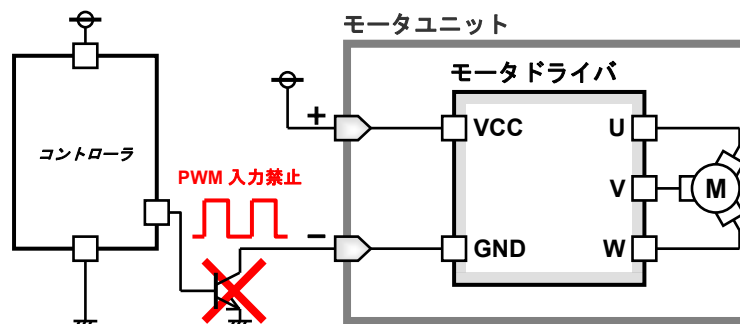 モータユニット
モータドライバ
+
VCC
U
コントローラ
PWM 入力禁止
V
M
−
GND
W